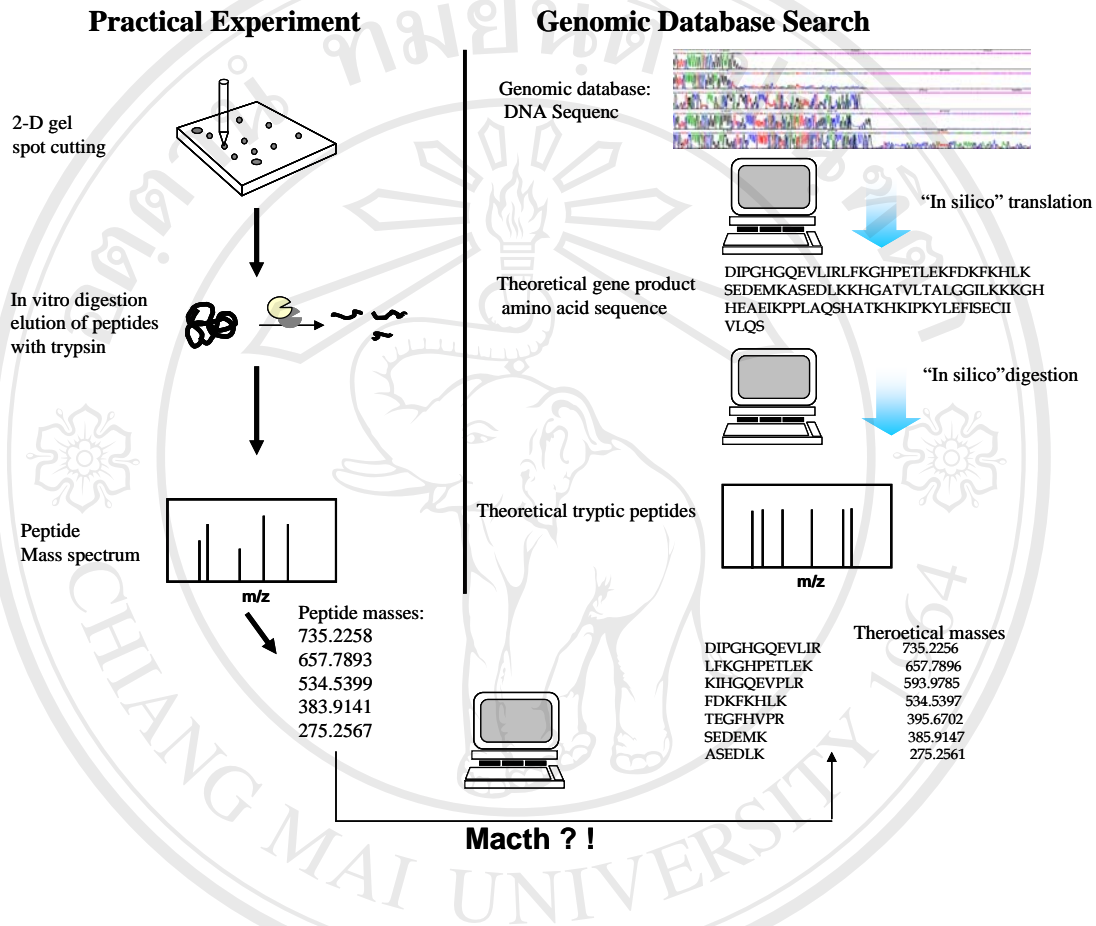 Practical Experiment
Genomic Database Search
2-D gel
spot cutting
In vitro digestion
elution of peptides
with trypsin
Peptide
Mass spectrum
m/z
Peptide masses:
735.2258
657.7893
534.5399
383.9141
275.2567
Genomic database:
DNA Sequenc
“In silico” translation
Theoretical gene product
amino acid sequence
DIPGHGQEVLIRLFKGHPETLEKFDKFKHLK
SEDEMKASEDLKKHGATVLTALGGILKKKGH
HEAEIKPPLAQSHATKHKIPKYLEFISECII
VLQS
“In silico”digestion
Theoretical tryptic peptides
m/z
Theroetical masses
DIPGHGQEVLIR 735.2256
LFKGHPETLEK 657.7896
KIHGQEVPLR 593.9785
FDKFKHLK 534.5397
TEGFHVPR 395.6702
SEDEMK 385.9147
ASEDLK 275.2561
Macth ? !
CHIANG MAI UNIVERSITY 1964